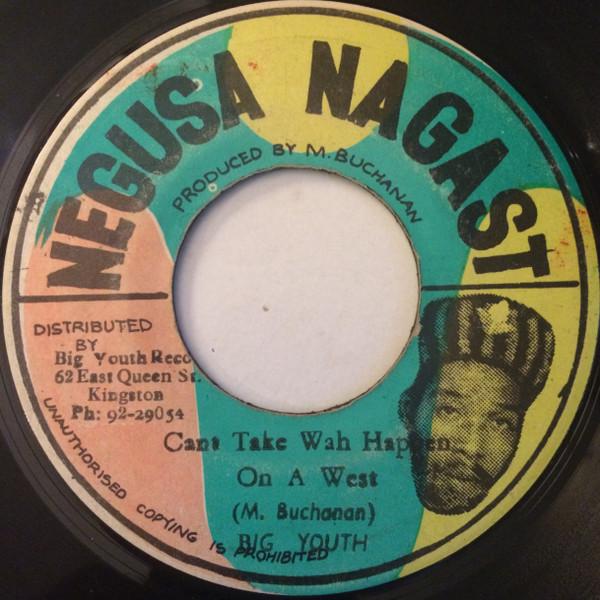 NEGUSA NAGAST
PRODUCED BY M. BUCHANAN
DISTRIBUTED
BY
Big Youth Reco
62 East Queen St.
Kingston
Ph: 92-29054
Cant Take Wah Happen
On A West
(M. Buchanan)
BIG YOUTH
UNAUTHORISED COPYING IS PROHIBITED